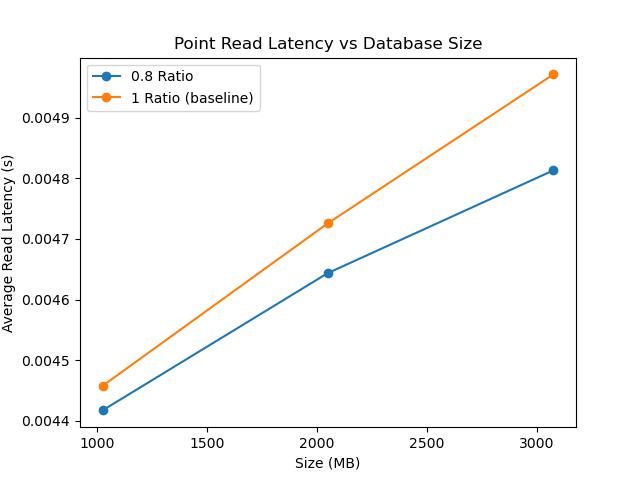 Point Read Latency vs Database Size
0.8 Ratio
1 Ratio (baseline)
Average Read Latency (s)
0.0049
0.0048
0.0047
0.0046
0.0045
0.0044
1000 1500 2000 2500 3000
Size (MB)